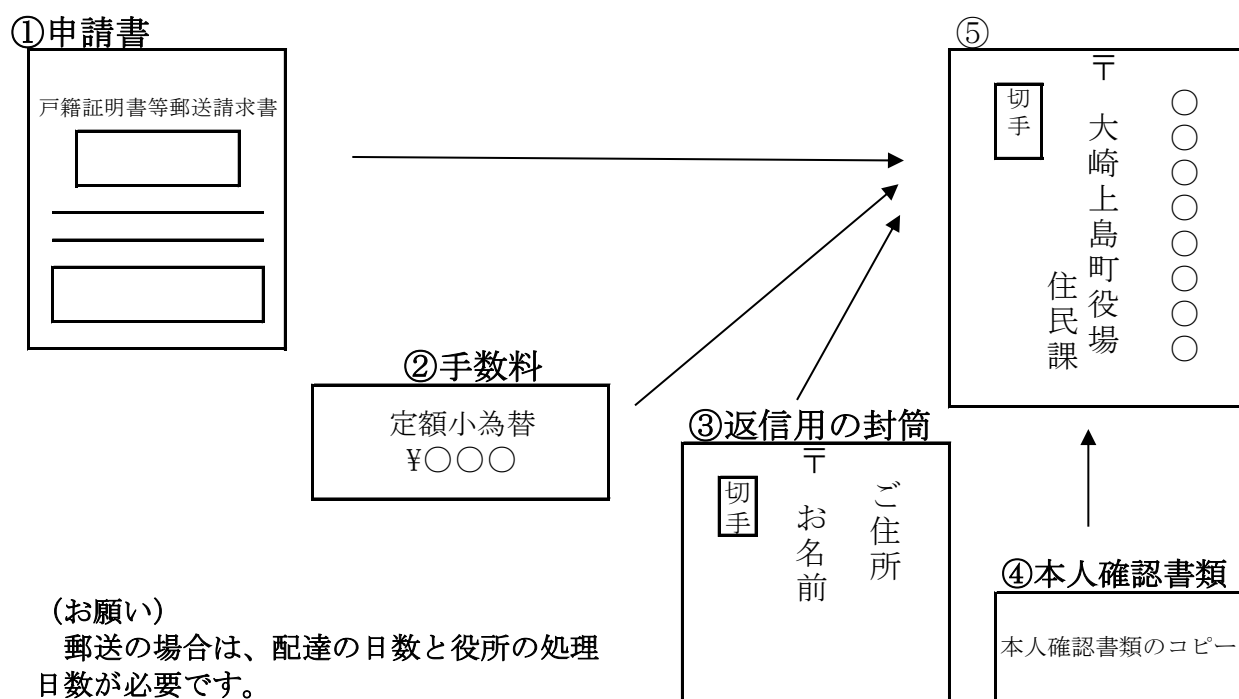 ①申請書
戸籍証明書等郵送請求書
②手数料
定額小為替
¥○○○
③返信用の封筒
〒
切手
ご住所
お名前
④本人確認書類
本人確認書類のコピー
⑤
〒
切手
○○○○○○○○
大崎上島町役場
住民課
(お願い)
郵送の場合は、配達の日数と役所の処理
日数が必要です。